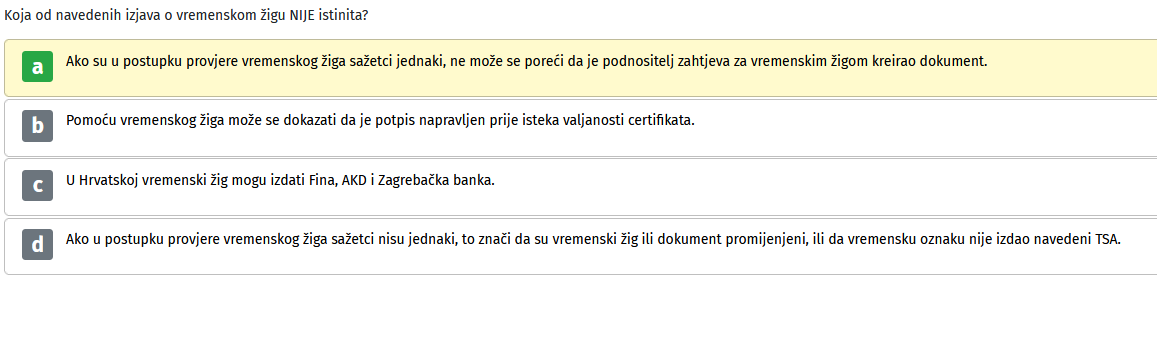 Koja od navedenih izjava o vremenskom žigu NIJE istinita?
a
Ako su u postupku provjere vremenskog žiga sažetci jednaki, ne može se poreći da je podnositelj zahtjeva za vremenskim žigom kreirao dokument.
b
Pomoću vremenskog žiga može se dokazati da je potpis napravljen prije isteka valjanosti certifikata.
c
U Hrvatskoj vremenski žig mogu izdati Fina, AKD i Zagrebačka banka.
d
Ako u postupku provjere vremenskog žiga sažetci nisu jednaki, to znači da su vremenski žig ili dokument promijenjeni, ili da vremensku oznaku nije izdao navedeni TSA.